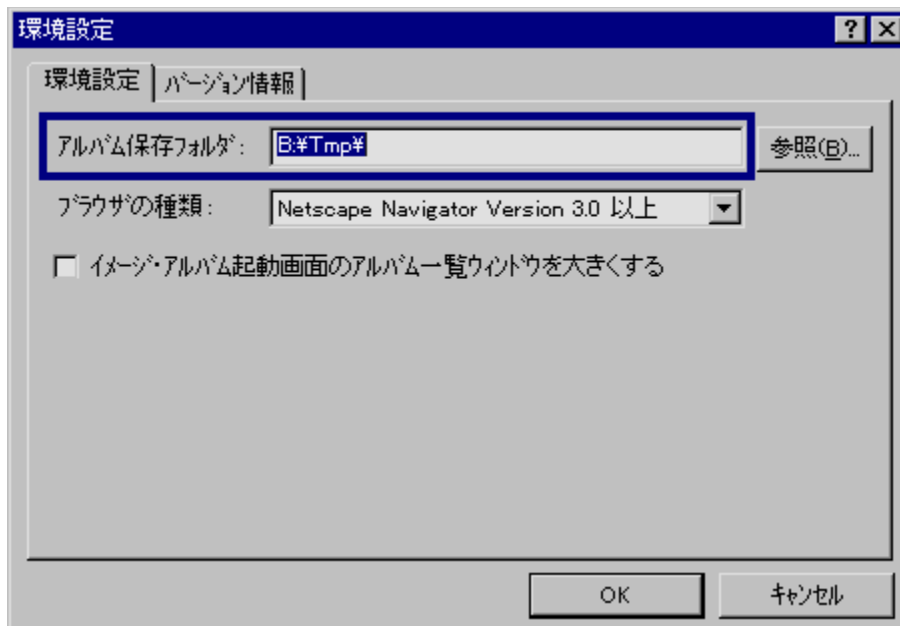 環境設定
環境設定 ﾊﾞｰｼﾞｮﾝ情報
ｱﾙﾊﾞﾑ保存ﾌｫﾙﾀﾞ: B:¥Tmp¥ 参照(B)...
ﾌﾞﾗｳｻﾞの種類: Netscape Navigator Version 3.0 以上
ｲﾒｰｼﾞ･ｱﾙﾊﾞﾑ起動画面のｱﾙﾊﾞﾑ一覧ｳｨﾝﾄﾞｳを大きくする
OK ｷｬﾝｾﾙ